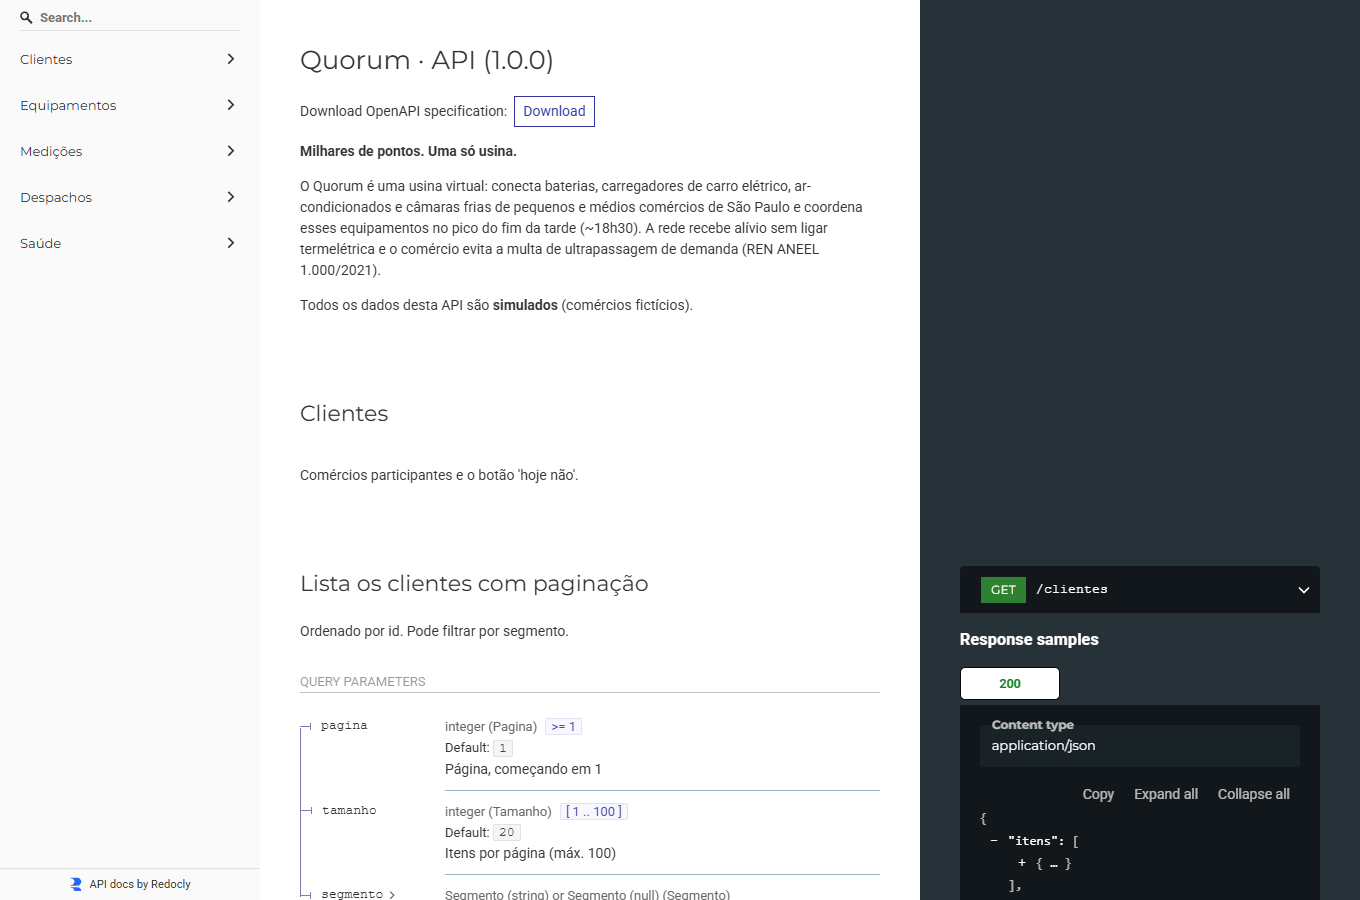 Search...
Clientes
Equipamentos
Medições
Despachos
Saúde
API docs by Redocly
Quorum · API (1.0.0)
Download OpenAPI specification: Download
Milhares de pontos. Uma só usina.
O Quorum é uma usina virtual: conecta baterias, carregadores de carro elétrico, ar-
condicionados e câmaras frias de pequenos e médios comércios de São Paulo e coordena
esses equipamentos no pico do fim da tarde (~18h30). A rede recebe alívio sem ligar
termelétrica e o comércio evita a multa de ultrapassagem de demanda (REN ANEEL
1.000/2021).
Todos os dados desta API são simulados (comércios fictícios).
Clientes
Comércios participantes e o botão 'hoje não'.
Lista os clientes com paginação
Ordenado por id. Pode filtrar por segmento.
QUERY PARAMETERS
pagina
integer (Pagina) >= 1
Default: 1
Página, começando em 1
tamanho
integer (Tamanho) [ 1 .. 100 ]
Default: 20
Itens por página (máx. 100)
segmento
Segmento (string) or Segmento (null) (Segmento)
GET /clientes
Response samples
200
Content type
application/json
Copy Expand all Collapse all
{
− "itens": [
+ { … }
],